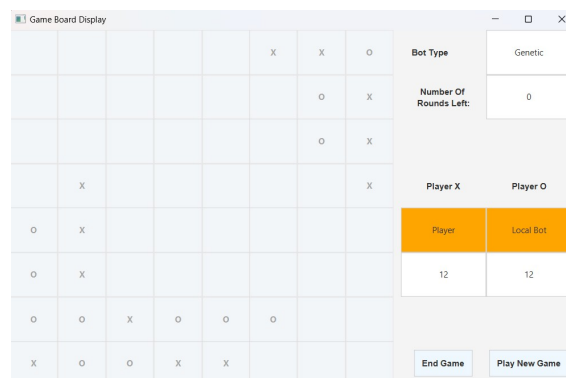 Game Board Display
X X O Bot Type Genetic
O X Number Of
Rounds Left: 0
O X
X X Player X Player O
O X Player Local Bot
O X 12 12
O O X O O O
X O O X X End Game Play New Game